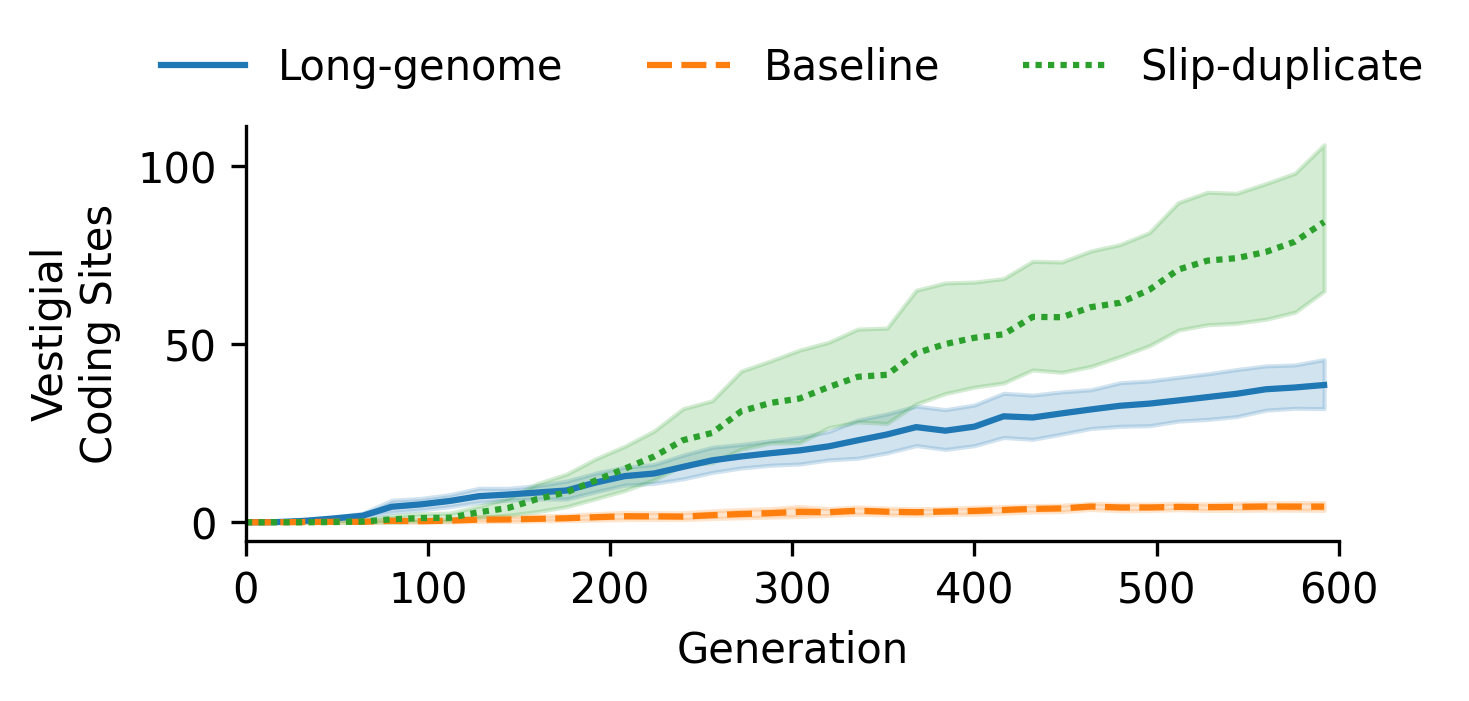 Long-genome
Baseline
Slip-duplicate
100
50
0
Vestigial
Coding Sites
0
100
200
300
400
500
600
Generation